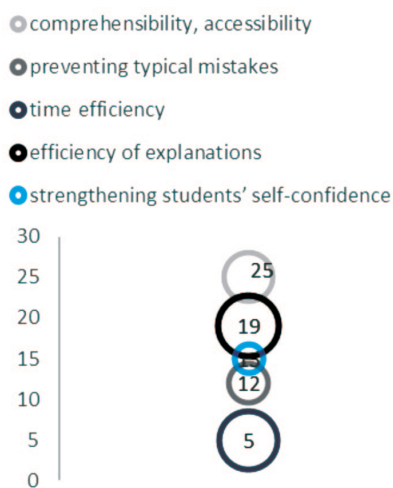 comprehensibility, accessibility
preventing typical mistakes
time efficiency
efficiency of explanations
strengthening students’ self-confidence
30
25
20
15
10
5
0
25
19
12
5